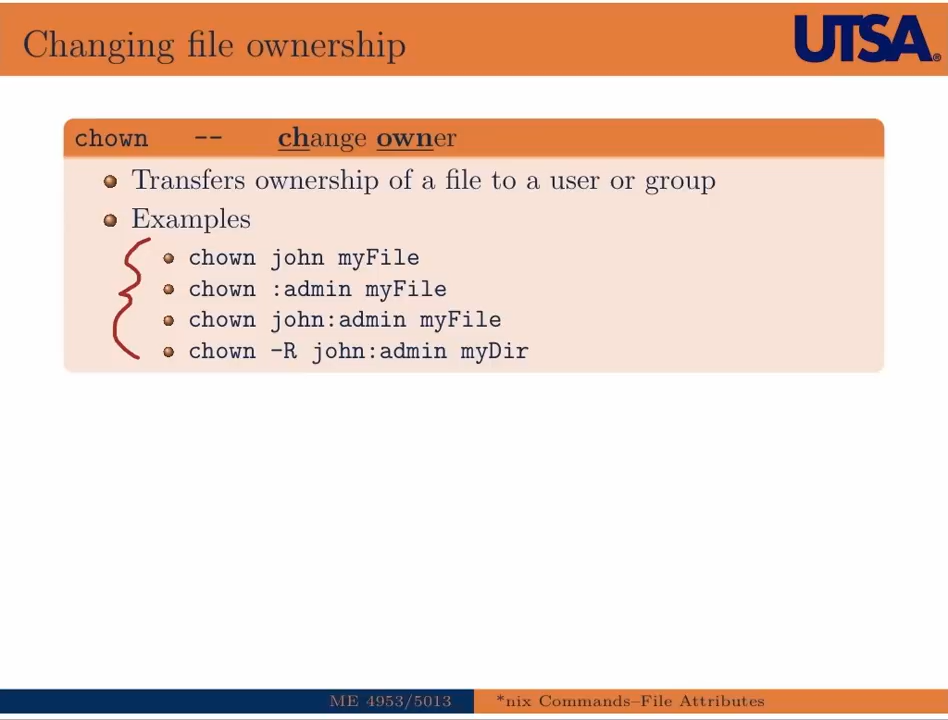 Changing file ownership
UTSA
chown -- change owner
Transfers ownership of a file to a user or group
Examples
chown john myFile
chown :admin myFile
chown john:admin myFile
chown -R john:admin myDir
ME 4953/5013
*nix Commands–File Attributes